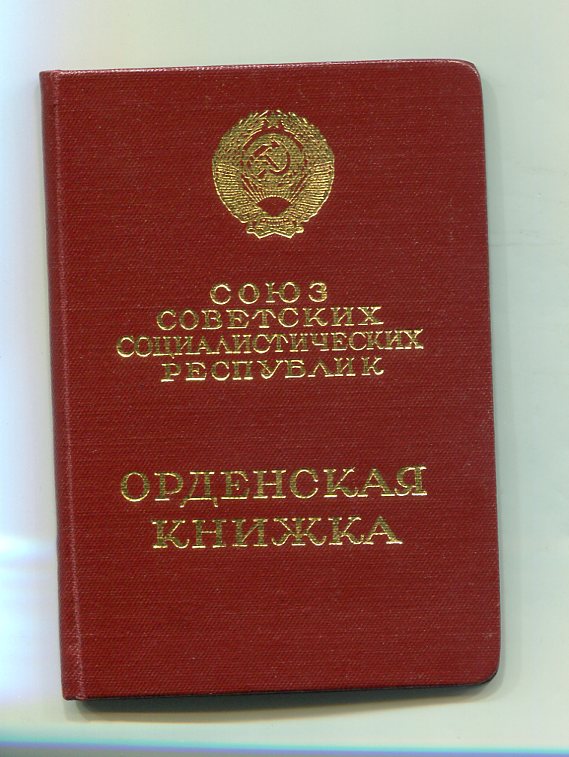 СОЮЗ
СОВЕТСКИХ
СОЦИАЛИСТИЧЕСКИХ
РЕСПУБЛИК
ОРДЕНСКАЯ
КНИЖКА